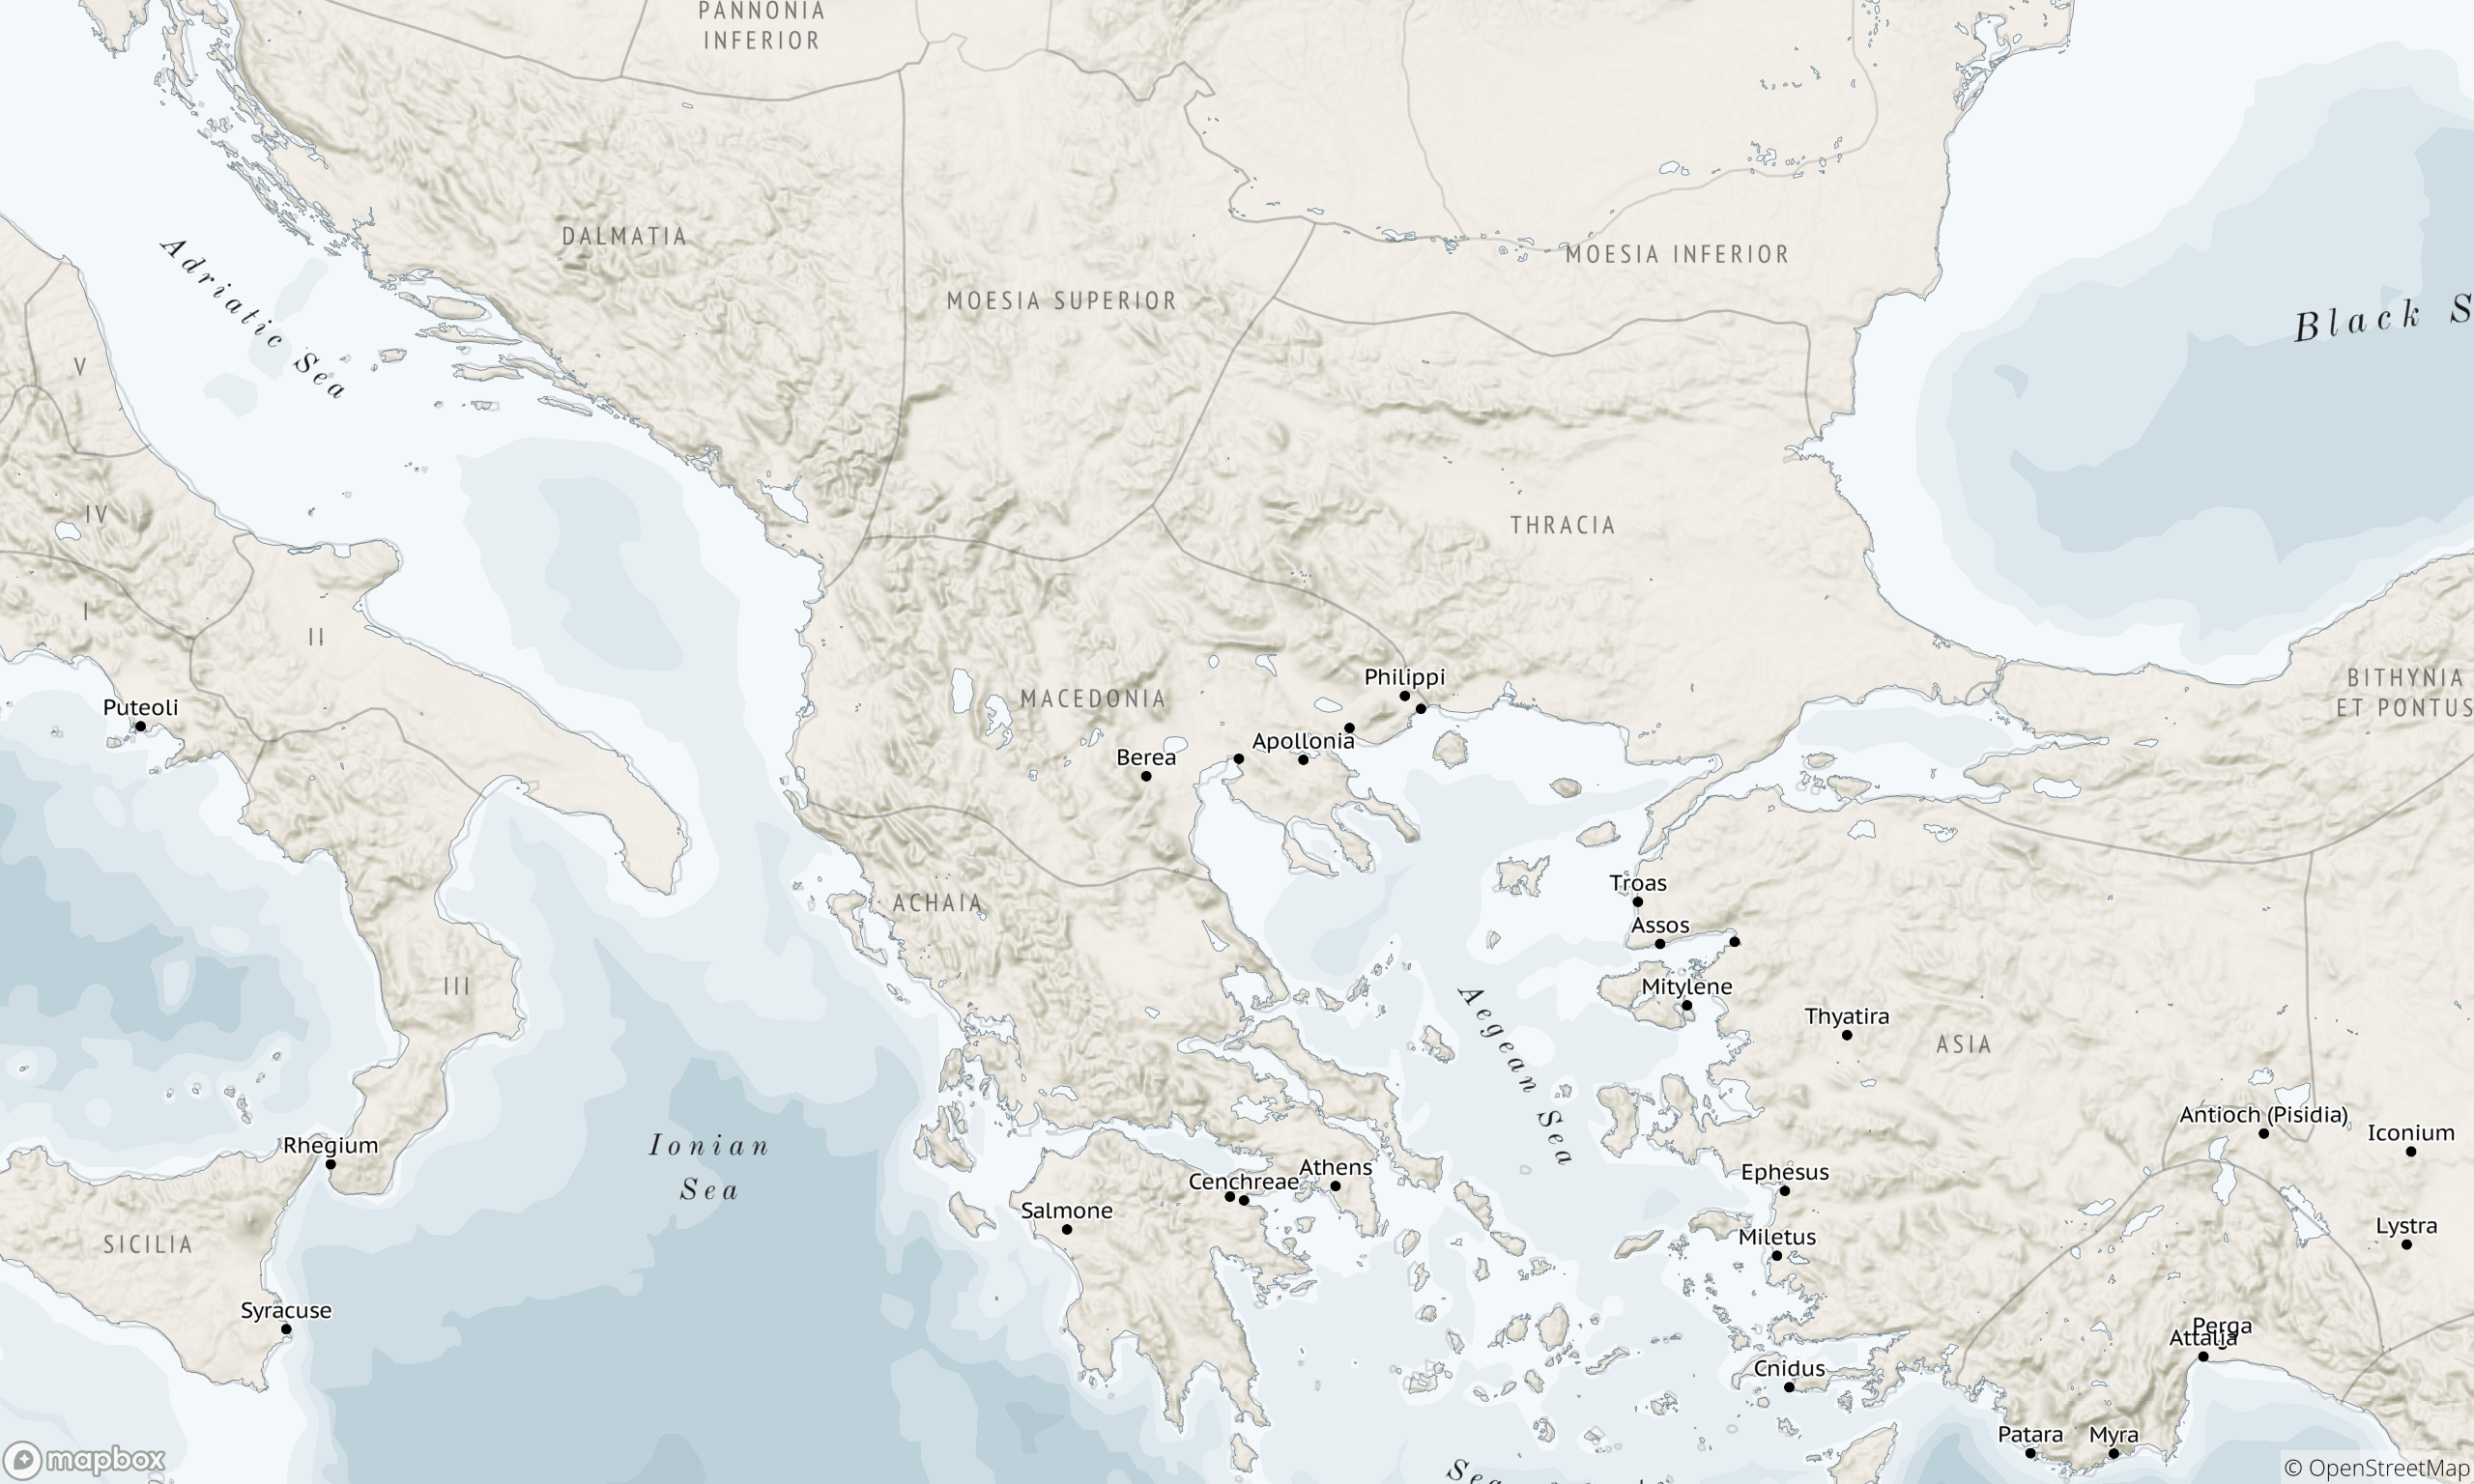 PANNONIA
INFERIOR
DALMATIA
MOESIA SUPERIOR
MOESIA INFERIOR
Adriatic Sea
Black S
V
IV
I
II
THRACIA
Philippi
MACEDONIA
BITHYNIA
ET PONTUS
Puteoli
Apollonia
Berea
Troas
ACHAIA
Assos
III
Mitylene
Thyatira
Aegean Sea
ASIA
Antioch (Pisidia)
Iconium
Ionian
Sea
Rhegium
Athens
Cenchreae
Ephesus
Salmone
Lystra
SICILIA
Miletus
Syracuse
Perga
Attalia
Cnidus
Patara
Myra
Sea
mapbox
© OpenStreetMap